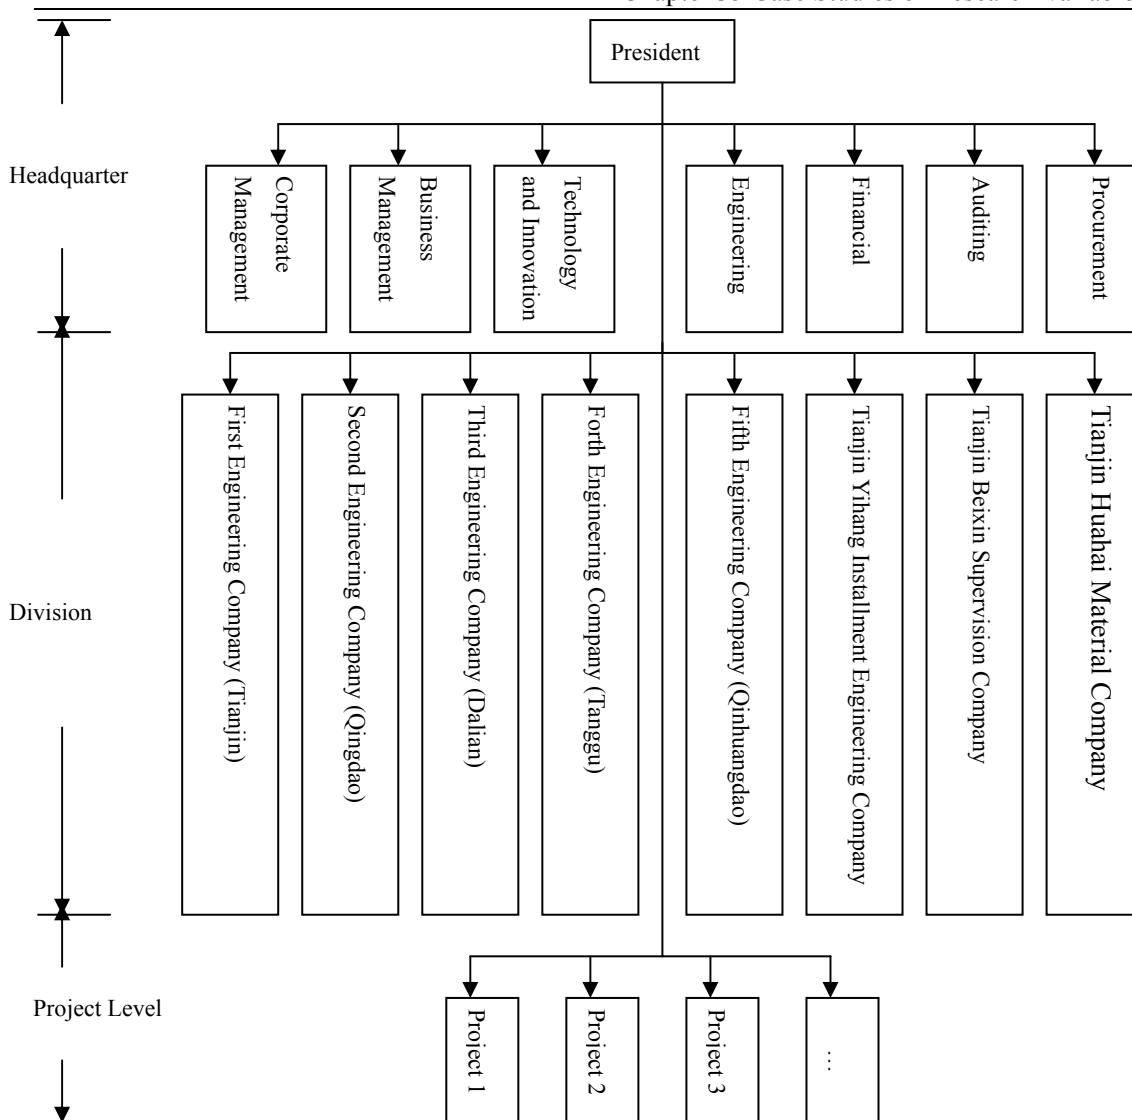 President
Headquarter
Corporate
Management
Business
Management
Technology
and Innovation
Engineering
Financial
Auditing
Procurement
Division
First Engineering Company (Tianjin)
Second Engineering Company (Qingdao)
Third Engineering Company (Dalian)
Forth Engineering Company (Tanggu)
Fifth Engineering Company (Qinhuangdao)
Tianjin Yihang Installment Engineering Company
Tianjin Beixin Supervision Company
Tianjin Huahai Material Company
Project Level
Project 1
Project 2
Project 3
…